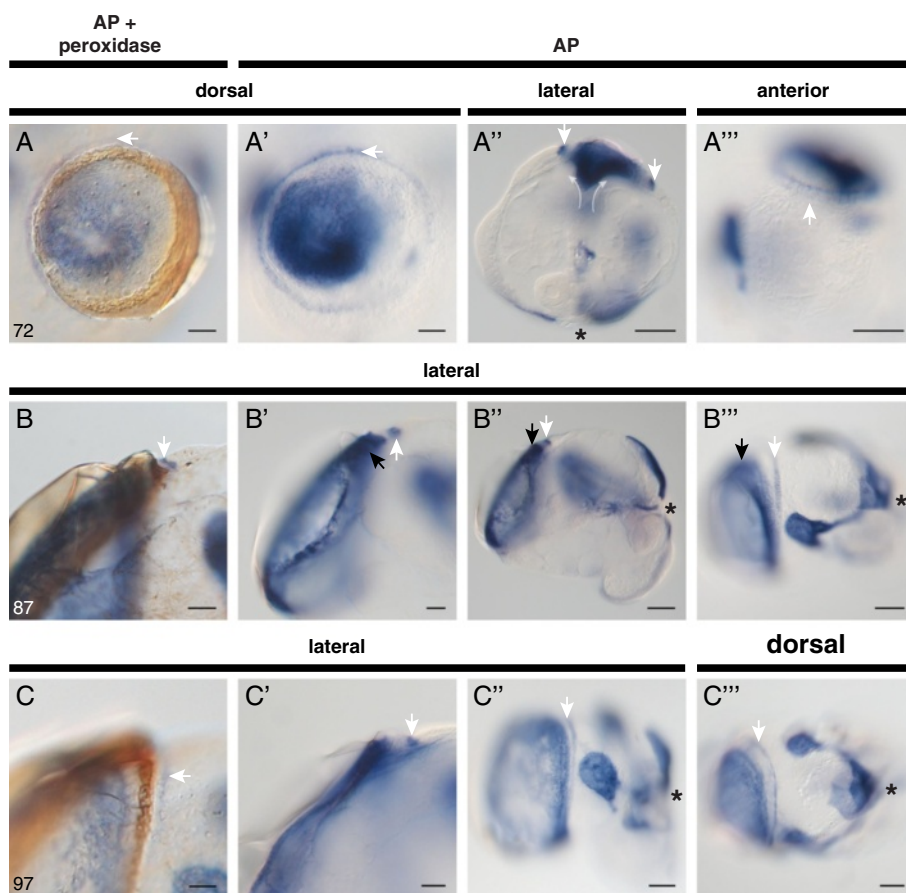 AP +
peroxidase
AP
dorsal
lateral
anterior
A
A'
A''
A'''
72
*
lateral
B
B'
B''
B'''
87
*
*
lateral
dorsal
C
C'
C''
C'''
97
*
*